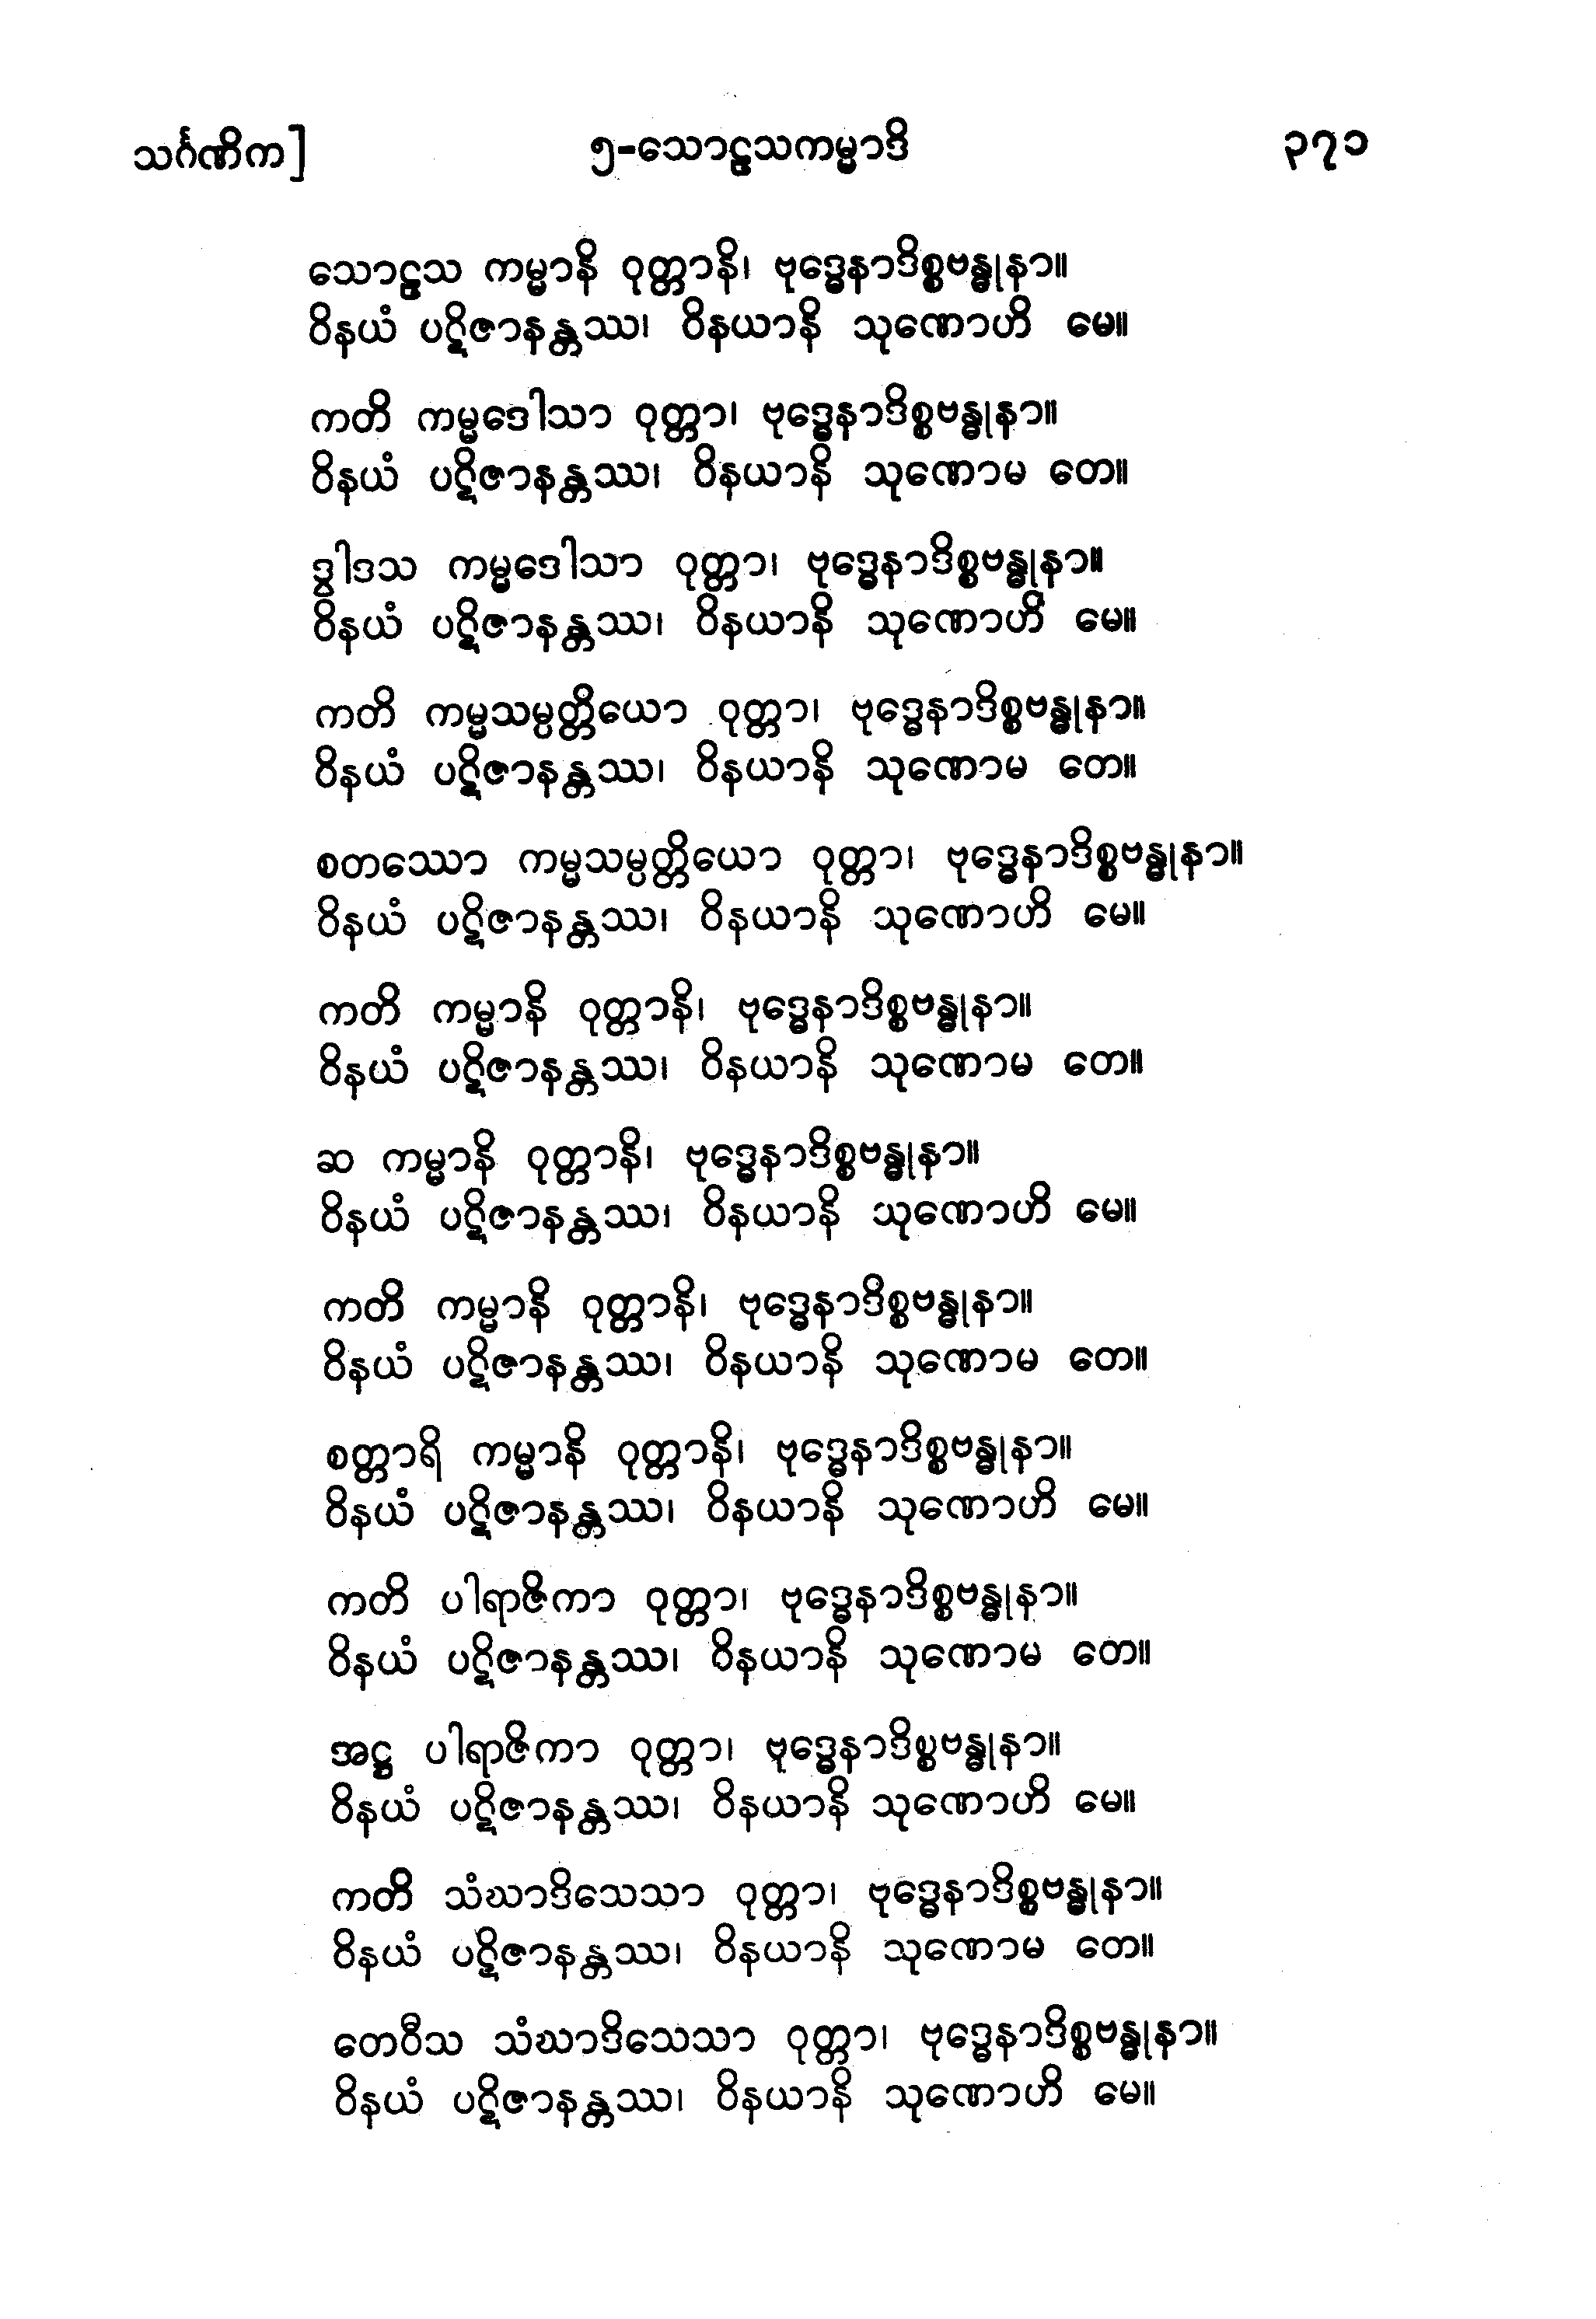 သင်္ဂဏိက]
၅-သောဠသကမ္မာဒိ
၃၇၁
သောဠသ ကမ္မာနိ ဝုတ္တာနိ၊ ဗုဒ္ဓေနာဒိစ္စဗန္ဓုနာ။
ဝိနယံ ပဋိဇာနန္တဿ၊ ဝိနယာနိ သုဏောဟိ မေ။
ကတိ ကမ္မဒေါသာ ဝုတ္တာ၊ ဗုဒ္ဓေနာဒိစ္စဗန္ဓုနာ။
ဝိနယံ ပဋိဇာနန္တဿ၊ ဝိနယာနိ သုဏောမ တေ။
ဒွါဒသ ကမ္မဒေါသာ ဝုတ္တာ၊ ဗုဒ္ဓေနာဒိစ္စဗန္ဓုနာ။
ဝိနယံ ပဋိဇာနန္တဿ၊ ဝိနယာနိ သုဏောဟိ မေ။
ကတိ ကမ္မသမ္ပတ္တိယော ဝုတ္တာ၊ ဗုဒ္ဓေနာဒိစ္စဗန္ဓုနာ။
ဝိနယံ ပဋိဇာနန္တဿ၊ ဝိနယာနိ သုဏောမ တေ။
စတဿော ကမ္မသမ္ပတ္တိယော ဝုတ္တာ၊ ဗုဒ္ဓေနာဒိစ္စဗန္ဓုနာ။
ဝိနယံ ပဋိဇာနန္တဿ၊ ဝိနယာနိ သုဏောဟိ မေ။
ကတိ ကမ္မာနိ ဝုတ္တာနိ၊ ဗုဒ္ဓေနာဒိစ္စဗန္ဓုနာ။
ဝိနယံ ပဋိဇာနန္တဿ၊ ဝိနယာနိ သုဏောမ တေ။
ဆ ကမ္မာနိ ဝုတ္တာနိ၊ ဗုဒ္ဓေနာဒိစ္စဗန္ဓုနာ။
ဝိနယံ ပဋိဇာနန္တဿ၊ ဝိနယာနိ သုဏောဟိ မေ။
ကတိ ကမ္မာနိ ဝုတ္တာနိ၊ ဗုဒ္ဓေနာဒိစ္စဗန္ဓုနာ။
ဝိနယံ ပဋိဇာနန္တဿ၊ ဝိနယာနိ သုဏောမ တေ။
စတ္တာရိ ကမ္မာနိ ဝုတ္တာနိ၊ ဗုဒ္ဓေနာဒိစ္စဗန္ဓုနာ။
ဝိနယံ ပဋိဇာနန္တဿ၊ ဝိနယာနိ သုဏောဟိ မေ။
ကတိ ပါရာဇိကာ ဝုတ္တာ၊ ဗုဒ္ဓေနာဒိစ္စဗန္ဓုနာ။
ဝိနယံ ပဋိဇာနန္တဿ၊ ဝိနယာနိ သုဏောမ တေ။
အဋ္ဌ ပါရာဇိကာ ဝုတ္တာ၊ ဗုဒ္ဓေနာဒိစ္စဗန္ဓုနာ။
ဝိနယံ ပဋိဇာနန္တဿ၊ ဝိနယာနိ သုဏောဟိ မေ။
ကတိ သံဃာဒိသေသာ ဝုတ္တာ၊ ဗုဒ္ဓေနာဒိစ္စဗန္ဓုနာ။
ဝိနယံ ပဋိဇာနန္တဿ၊ ဝိနယာနိ သုဏောမ တေ။
တေဝီသ သံဃာဒိသေသာ ဝုတ္တာ၊ ဗုဒ္ဓေနာဒိစ္စဗန္ဓုနာ။
ဝိနယံ ပဋိဇာနန္တဿ၊ ဝိနယာနိ သုဏောဟိ မေ။